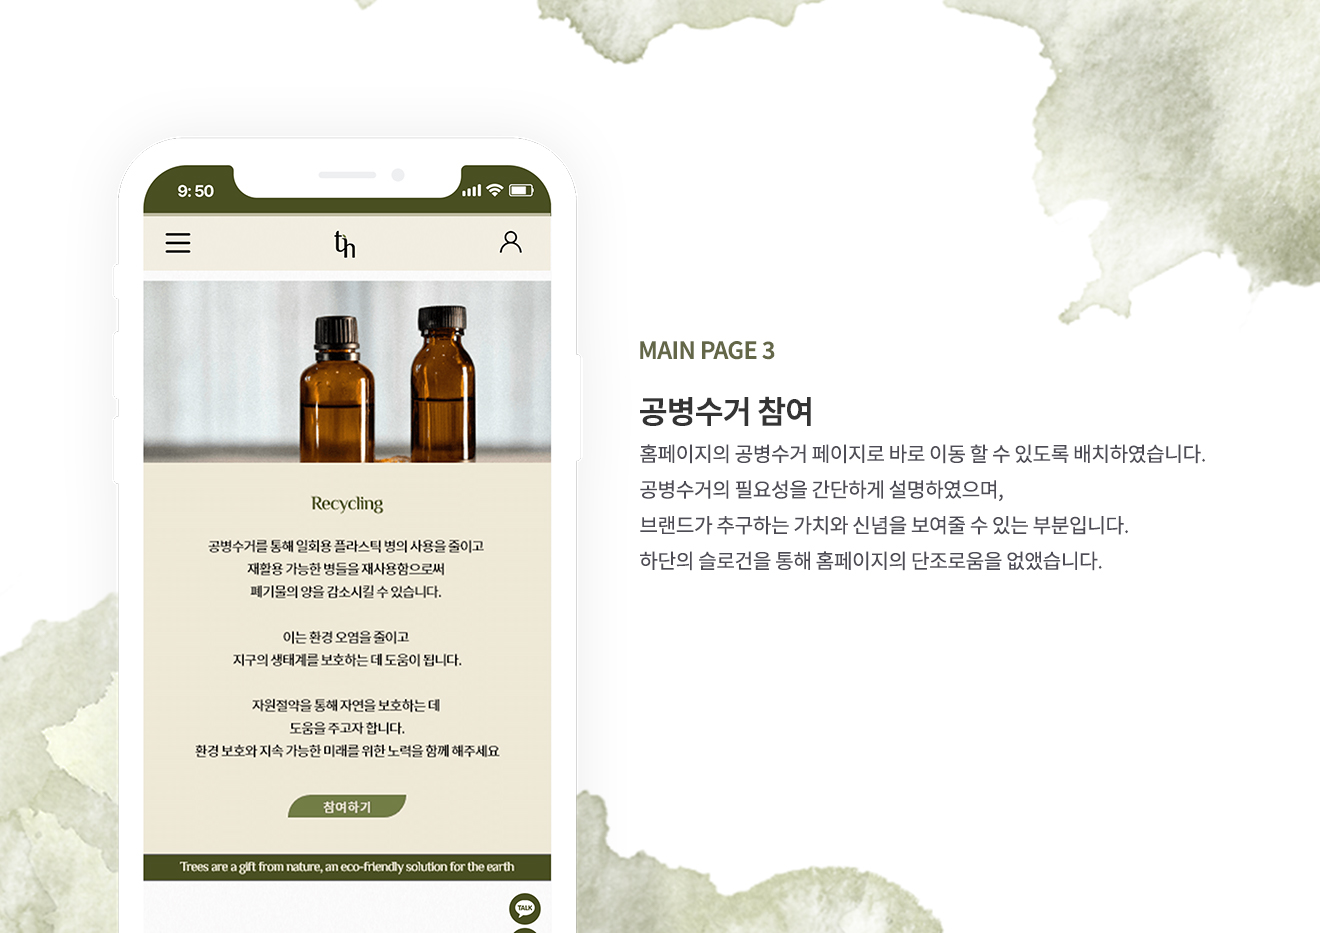 9:50
th
Recycling
공병수거를 통해 일회용 플라스틱 병의 사용을 줄이고
재활용 가능한 병들을 재사용함으로써
폐기물의 양을 감소시킬 수 있습니다.
이는 환경 오염을 줄이고
지구의 생태계를 보호하는 데 도움이 됩니다.
자원절약을 통해 자연을 보호하는 데
도움을 주고자 합니다.
환경 보호와 지속 가능한 미래를 위한 노력을 함께 해주세요
참여하기
Trees are a gift from nature, an eco-friendly solution for the earth
TALK
MAIN PAGE 3
공병수거 참여
홈페이지의 공병수거 페이지로 바로 이동 할 수 있도록 배치하였습니다.
공병수거의 필요성을 간단하게 설명하였으며,
브랜드가 추구하는 가치와 신념을 보여줄 수 있는 부분입니다.
하단의 슬로건을 통해 홈페이지의 단조로움을 없앴습니다.